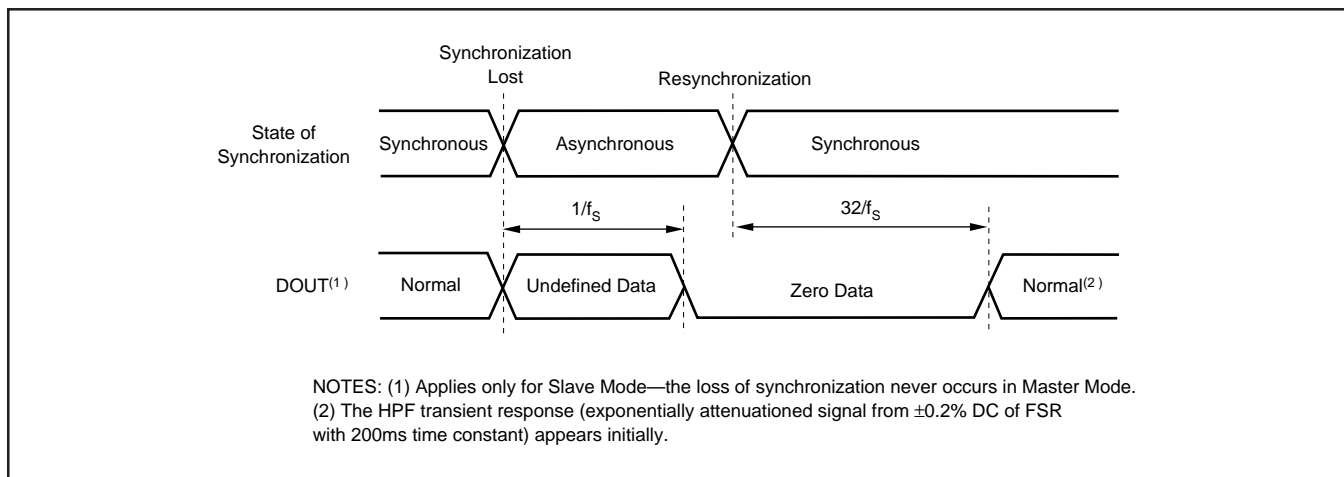 Synchronization
Lost
Resynchronization
State of
Synchronization
Synchronous
Asynchronous
Synchronous
1/fS
32/fS
DOUT(1 )
Normal
Undefined Data
Zero Data
Normal(2 )
NOTES: (1) Applies only for Slave Mode—the loss of synchronization never occurs in Master Mode.
(2) The HPF transient response (exponentially attenuationed signal from ±0.2% DC of FSR
with 200ms time constant) appears initially.